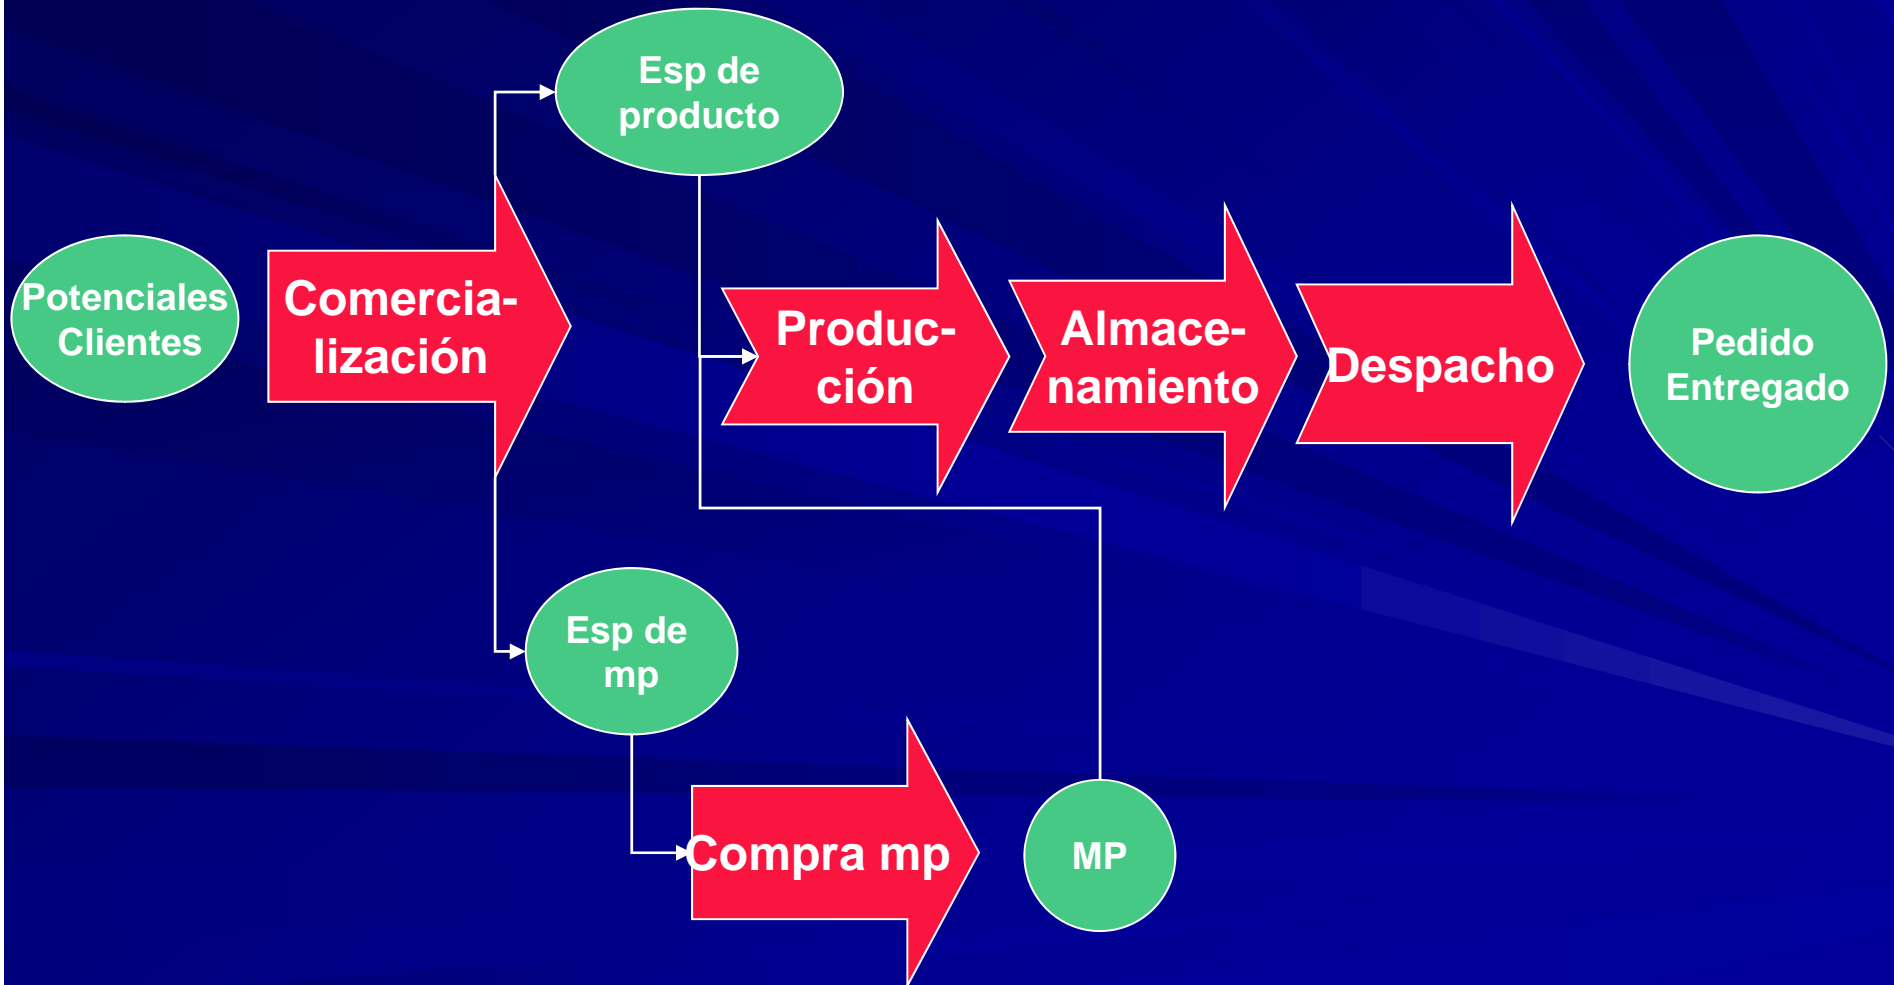 Esp de
producto
Potenciales
Clientes
Comercia-
lización
Produc-
ción
Almace-
namiento
Despacho
Pedido
Entregado
Esp de
mp
Compra mp
MP